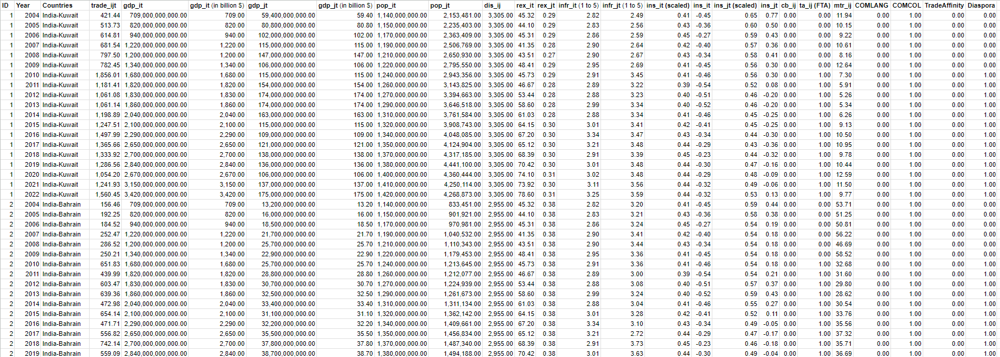 ID Year Countries trade_ijt gdp_it gdp_it (in billion $) gdp_jt gdp_jt (in billion $) pop_it pop_jt dis_ij rex_it rex_jt infr_it (1 to 5) infr_jt (1 to 5) ins_it (scaled) ins_it ins_jt (scaled) ins_jt cb_ij ta_ij (FTA) mtr_ij COMLANG COMCOL TradeAffinity Diaspora
1 2004 India-Kuwait 421.44 709,000,000,000.00 709.00 59,400,000,000.00 59.40 1,140,000,000.00 2,153,481.00 3,305.00 45.32 0.29 2.82 2.49 0.41 -0.45 0.65 0.77 0.00 0.00 11.94 0.00 1.00 0.00 0.00
1 2005 India-Kuwait 513.73 820,000,000,000.00 820.00 80,800,000,000.00 80.80 1,150,000,000.00 2,235,403.00 3,305.00 44.10 0.29 2.83 2.56 0.43 -0.36 0.60 0.50 0.00 0.00 10.15 0.00 1.00 0.00 0.00
1 2006 India-Kuwait 614.81 940,000,000,000.00 940.00 102,000,000,000.00 102.00 1,170,000,000.00 2,363,409.00 3,305.00 45.31 0.29 2.86 2.59 0.45 -0.27 0.59 0.43 0.00 0.00 9.22 0.00 1.00 0.00 0.00
1 2007 India-Kuwait 681.54 1,220,000,000,000.00 1,220.00 115,000,000,000.00 115.00 1,190,000,000.00 2,506,769.00 3,305.00 41.35 0.28 2.90 2.64 0.42 -0.40 0.57 0.36 0.00 0.00 10.61 0.00 1.00 0.00 0.00
1 2008 India-Kuwait 797.50 1,200,000,000,000.00 1,200.00 147,000,000,000.00 147.00 1,210,000,000.00 2,650,930.00 3,305.00 43.51 0.27 2.90 2.67 0.43 -0.34 0.58 0.41 0.00 0.00 8.16 0.00 1.00 0.00 0.00
1 2009 India-Kuwait 782.45 1,340,000,000,000.00 1,340.00 106,000,000,000.00 106.00 1,220,000,000.00 2,795,550.00 3,305.00 48.41 0.29 2.95 2.69 0.41 -0.45 0.56 0.30 0.00 0.00 12.64 0.00 1.00 0.00 0.00
1 2010 India-Kuwait 1,856.01 1,680,000,000,000.00 1,680.00 115,000,000,000.00 115.00 1,240,000,000.00 2,943,356.00 3,305.00 45.73 0.29 2.91 3.45 0.41 -0.46 0.56 0.30 0.00 1.00 7.30 0.00 1.00 0.00 1.00
1 2011 India-Kuwait 1,181.41 1,820,000,000,000.00 1,820.00 154,000,000,000.00 154.00 1,260,000,000.00 3,143,825.00 3,305.00 46.67 0.28 2.89 3.22 0.39 -0.54 0.52 0.08 0.00 1.00 5.91 0.00 1.00 0.00 1.00
1 2012 India-Kuwait 1,061.08 1,830,000,000,000.00 1,830.00 174,000,000,000.00 174.00 1,270,000,000.00 3,394,663.00 3,305.00 53.44 0.28 2.88 3.23 0.40 -0.51 0.46 -0.20 0.00 1.00 5.26 0.00 1.00 0.00 1.00
1 2013 India-Kuwait 1,061.14 1,860,000,000,000.00 1,860.00 174,000,000,000.00 174.00 1,290,000,000.00 3,646,518.00 3,305.00 58.60 0.28 2.99 3.34 0.40 -0.52 0.46 -0.20 0.00 1.00 5.34 0.00 1.00 0.00 1.00
1 2014 India-Kuwait 1,198.89 2,040,000,000,000.00 2,040.00 163,000,000,000.00 163.00 1,310,000,000.00 3,761,584.00 3,305.00 61.03 0.28 2.88 3.34 0.41 -0.46 0.45 -0.25 0.00 1.00 6.26 0.00 1.00 0.00 1.00
1 2015 India-Kuwait 1,247.51 2,100,000,000,000.00 2,100.00 115,000,000,000.00 115.00 1,320,000,000.00 3,908,743.00 3,305.00 64.15 0.30 3.01 3.41 0.42 -0.41 0.45 -0.25 0.00 1.00 9.13 0.00 1.00 0.00 1.00
1 2016 India-Kuwait 1,497.99 2,290,000,000,000.00 2,290.00 109,000,000,000.00 109.00 1,340,000,000.00 4,048,085.00 3,305.00 67.20 0.30 3.34 3.47 0.43 -0.34 0.44 -0.30 0.00 1.00 10.50 0.00 1.00 0.00 1.00
1 2017 India-Kuwait 1,365.66 2,650,000,000,000.00 2,650.00 121,000,000,000.00 121.00 1,350,000,000.00 4,124,904.00 3,305.00 65.12 0.30 3.21 3.48 0.44 -0.29 0.43 -0.36 0.00 1.00 10.95 0.00 1.00 0.00 1.00
1 2018 India-Kuwait 1,333.92 2,700,000,000,000.00 2,700.00 138,000,000,000.00 138.00 1,370,000,000.00 4,317,185.00 3,305.00 68.39 0.30 2.91 3.39 0.45 -0.23 0.44 -0.32 0.00 1.00 9.78 0.00 1.00 0.00 1.00
1 2019 India-Kuwait 1,286.56 2,840,000,000,000.00 2,840.00 136,000,000,000.00 136.00 1,380,000,000.00 4,441,100.00 3,305.00 70.42 0.30 3.01 3.48 0.44 -0.30 0.47 -0.16 0.00 1.00 10.44 0.00 1.00 0.00 1.00
1 2020 India-Kuwait 1,054.20 2,670,000,000,000.00 2,670.00 106,000,000,000.00 106.00 1,400,000,000.00 4,360,444.00 3,305.00 74.10 0.31 3.02 3.48 0.44 -0.29 0.48 -0.09 0.00 1.00 12.59 0.00 1.00 0.00 1.00
1 2021 India-Kuwait 1,241.93 3,150,000,000,000.00 3,150.00 137,000,000,000.00 137.00 1,410,000,000.00 4,250,114.00 3,305.00 73.92 0.30 3.11 3.56 0.44 -0.32 0.49 -0.06 0.00 1.00 11.50 0.00 1.00 0.00 1.00
1 2022 India-Kuwait 1,560.45 3,420,000,000,000.00 3,420.00 175,000,000,000.00 175.00 1,420,000,000.00 4,268,873.00 3,305.00 78.60 0.31 3.25 3.59 0.44 -0.32 0.53 0.13 0.00 1.00 9.77 0.00 1.00 0.00 1.00
2 2004 India-Bahrain 156.46 709,000,000,000.00 709.00 13,200,000,000.00 13.20 1,140,000,000.00 833,451.00 2,955.00 45.32 0.38 2.82 3.20 0.41 -0.45 0.59 0.44 0.00 0.00 53.71 0.00 1.00 0.00 0.00
2 2005 India-Bahrain 192.25 820,000,000,000.00 820.00 16,000,000,000.00 16.00 1,150,000,000.00 901,921.00 2,955.00 44.10 0.38 2.83 3.21 0.43 -0.36 0.58 0.38 0.00 0.00 51.25 0.00 1.00 0.00 0.00
2 2006 India-Bahrain 184.52 940,000,000,000.00 940.00 18,500,000,000.00 18.50 1,170,000,000.00 970,981.00 2,955.00 45.31 0.38 2.86 3.24 0.45 -0.27 0.54 0.19 0.00 0.00 50.81 0.00 1.00 0.00 0.00
2 2007 India-Bahrain 252.47 1,220,000,000,000.00 1,220.00 21,700,000,000.00 21.70 1,190,000,000.00 1,040,532.00 2,955.00 41.35 0.38 2.90 3.41 0.42 -0.40 0.54 0.18 0.00 0.00 56.22 0.00 1.00 0.00 0.00
2 2008 India-Bahrain 286.52 1,200,000,000,000.00 1,200.00 25,700,000,000.00 25.70 1,210,000,000.00 1,110,343.00 2,955.00 43.51 0.38 2.90 3.44 0.43 -0.34 0.54 0.18 0.00 0.00 46.69 0.00 1.00 0.00 0.00
2 2009 India-Bahrain 250.21 1,340,000,000,000.00 1,340.00 22,900,000,000.00 22.90 1,220,000,000.00 1,179,453.00 2,955.00 48.41 0.38 2.95 3.36 0.41 -0.45 0.54 0.18 0.00 0.00 58.52 0.00 1.00 0.00 0.00
2 2010 India-Bahrain 651.83 1,680,000,000,000.00 1,680.00 25,700,000,000.00 25.70 1,240,000,000.00 1,213,645.00 2,955.00 45.73 0.38 2.91 3.36 0.41 -0.46 0.54 0.18 0.00 1.00 32.68 0.00 1.00 0.00 1.00
2 2011 India-Bahrain 439.99 1,820,000,000,000.00 1,820.00 28,800,000,000.00 28.80 1,260,000,000.00 1,212,077.00 2,955.00 46.67 0.38 2.89 3.00 0.39 -0.54 0.54 0.21 0.00 1.00 31.60 0.00 1.00 0.00 1.00
2 2012 India-Bahrain 603.47 1,830,000,000,000.00 1,830.00 30,700,000,000.00 30.70 1,270,000,000.00 1,224,939.00 2,955.00 53.44 0.38 2.88 3.08 0.40 -0.51 0.57 0.37 0.00 1.00 29.80 0.00 1.00 0.00 1.00
2 2013 India-Bahrain 639.36 1,860,000,000,000.00 1,860.00 32,500,000,000.00 32.50 1,290,000,000.00 1,261,673.00 2,955.00 58.60 0.38 2.99 3.24 0.40 -0.52 0.59 0.43 0.00 1.00 28.62 0.00 1.00 0.00 1.00
2 2014 India-Bahrain 472.98 2,040,000,000,000.00 2,040.00 33,400,000,000.00 33.40 1,310,000,000.00 1,311,134.00 2,955.00 61.03 0.38 2.88 3.04 0.41 -0.46 0.55 0.27 0.00 1.00 30.54 0.00 1.00 0.00 1.00
2 2015 India-Bahrain 654.14 2,100,000,000,000.00 2,100.00 31,100,000,000.00 31.10 1,320,000,000.00 1,362,142.00 2,955.00 64.15 0.38 3.01 3.28 0.42 -0.41 0.52 0.11 0.00 1.00 33.76 0.00 1.00 0.00 1.00
2 2016 India-Bahrain 471.71 2,290,000,000,000.00 2,290.00 32,200,000,000.00 32.20 1,340,000,000.00 1,409,661.00 2,955.00 67.20 0.38 3.34 3.10 0.43 -0.34 0.49 -0.05 0.00 1.00 35.56 0.00 1.00 0.00 1.00
2 2017 India-Bahrain 556.82 2,650,000,000,000.00 2,650.00 35,500,000,000.00 35.50 1,350,000,000.00 1,456,834.00 2,955.00 65.12 0.38 3.21 2.72 0.44 -0.29 0.47 -0.17 0.00 1.00 37.32 0.00 1.00 0.00 1.00
2 2018 India-Bahrain 742.14 2,700,000,000,000.00 2,700.00 37,800,000,000.00 37.80 1,370,000,000.00 1,487,340.00 2,955.00 68.39 0.38 2.91 3.73 0.45 -0.23 0.46 -0.18 0.00 1.00 35.71 0.00 1.00 0.00 1.00
2 2019 India-Bahrain 559.09 2,840,000,000,000.00 2,840.00 38,700,000,000.00 38.70 1,380,000,000.00 1,494,188.00 2,955.00 70.42 0.38 3.01 3.63 0.44 -0.30 0.49 -0.04 0.00 1.00 36.69 0.00 1.00 0.00 1.00